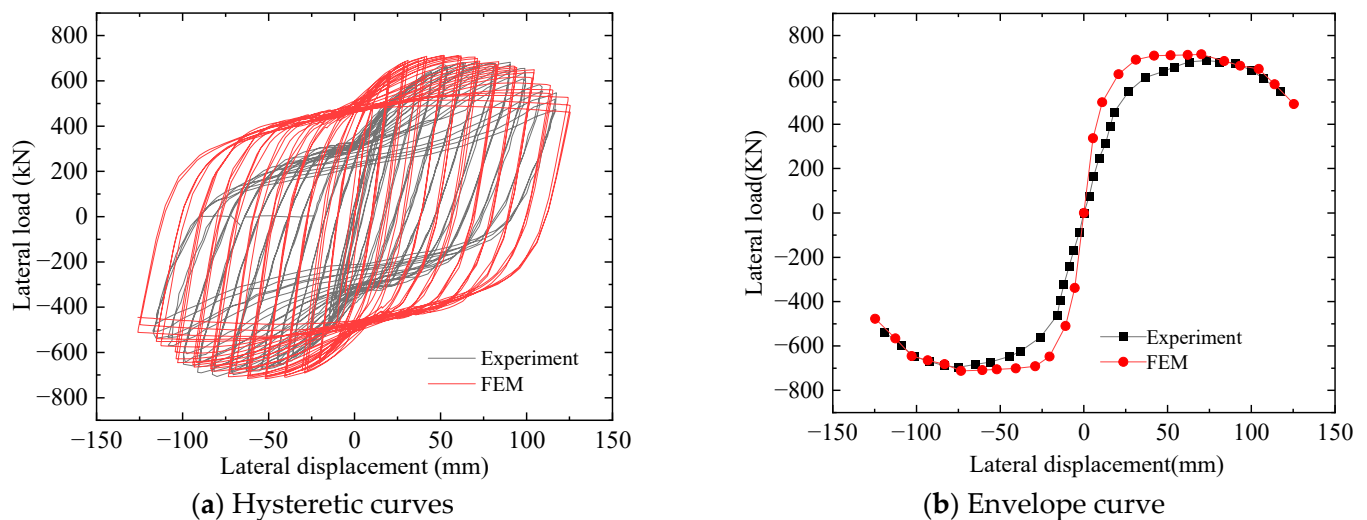 800
600
400
200
0
−200
−400
−600
−800
Lateral load (kN)
Experiment
FEM
−150 −100 −50 0 50 100 150
Lateral displacement (mm)
(a) Hysteretic curves
800
600
400
200
0
−200
−400
−600
−800
Lateral load(KN)
Experiment
FEM
−150 −100 −50 0 50 100 150
Lateral displacement(mm)
(b) Envelope curve